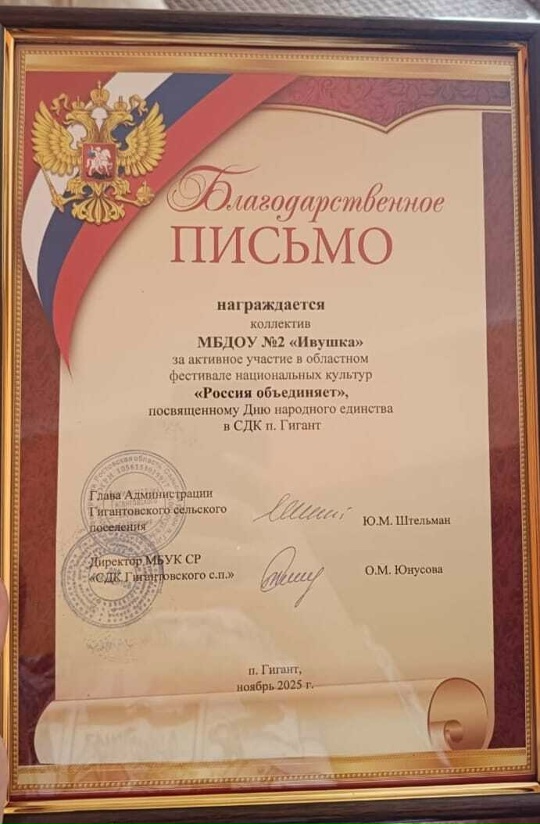 Благодарственное
ПИСЬМО
награждается
коллектив
МБДОУ №2 «Ивушка»
за активное участие в областном
фестивале национальных культур
«Россия объединяет»,
посвященному Дню народного единства
в СДК п. Гигант
Глава Администрации
Гигантовского сельского
поселения
Ю.М. Штельман
Директор МБУК СР
«СДК Гигантовского с.п.»
О.М. Юнусова
п. Гигант,
ноябрь 2025 г.